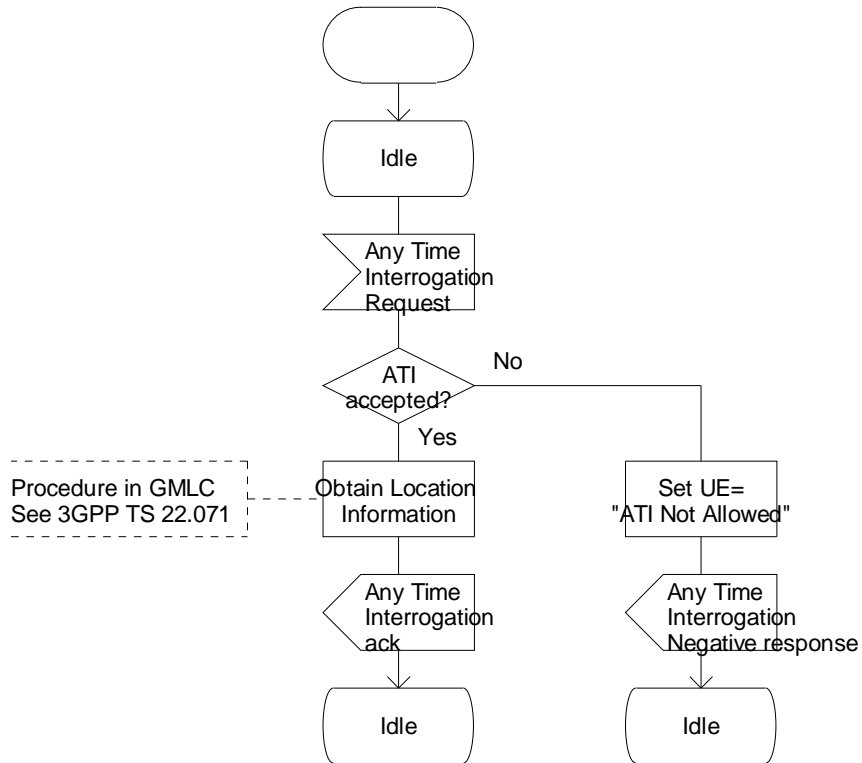 Idle
Any Time
Interrogation
Request
ATI
accepted?
No
Yes
Procedure in GMLC
See 3GPP TS 22.071
Obtain Location
Information
Set UE=
"ATI Not Allowed"
Any Time
Interrogation
ack
Any Time
Interrogation
Negative response
Idle
Idle